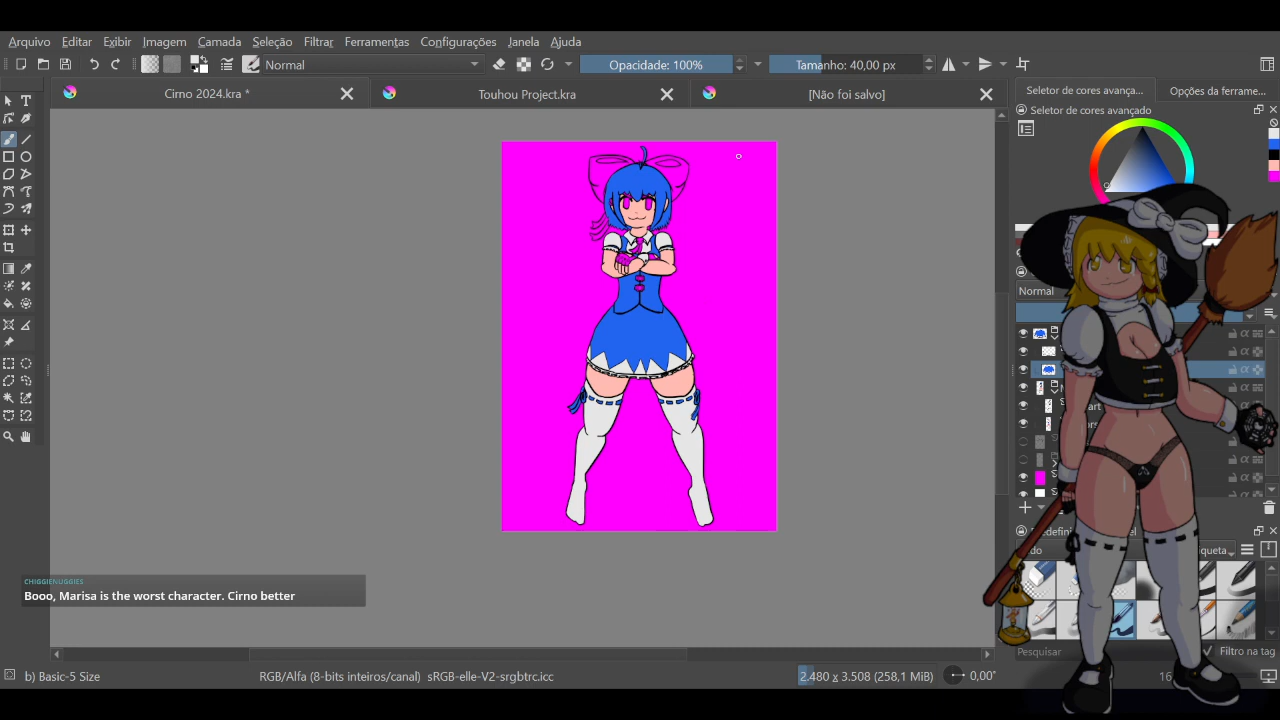 Arquivo Editar Exibir Imagem Camada Seleção Filtrar Ferramentas Configurações Janela Ajuda
Normal Opacidade: 100% Tamanho: 40,00 px
Cirno 2024.kra * Touhou Project.kra [Não foi salvo]
Seletor de cores avança... Opções da ferrame...
Seletor de cores avançado
Normal
CHIGGIENUGGIES
Booo, Marisa is the worst character. Cirno better
Pesquisar Filtro na tag
b) Basic-5 Size RGB/Alfa (8-bits inteiros/canal) sRGB-elle-V2-srgbtrc.icc 2.480 x 3.508 (258,1 MiB) 0,00°